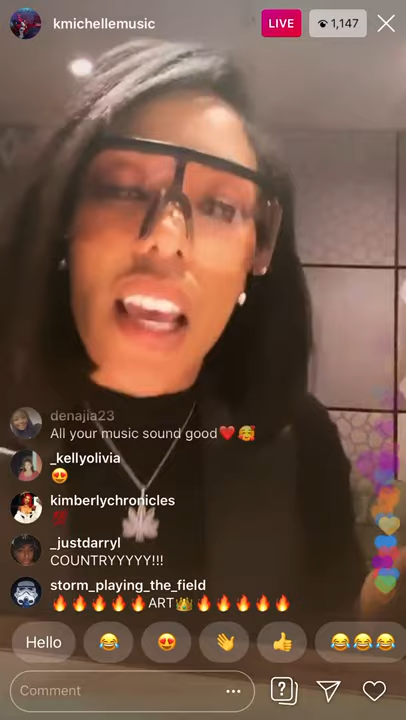 kmichellemusic
LIVE
1,147
denajia23
All your music sound good❤️🥰
_kellyolivia
😍
kimberlychronicles
💯
_justdarryl
COUNTRYYYYY!!!
storm_playing_the_field
🔥🔥🔥🔥🔥ART👑🔥🔥🔥🔥🔥
Hello 😂 😍 👋 👍 😂😂😂
Comment